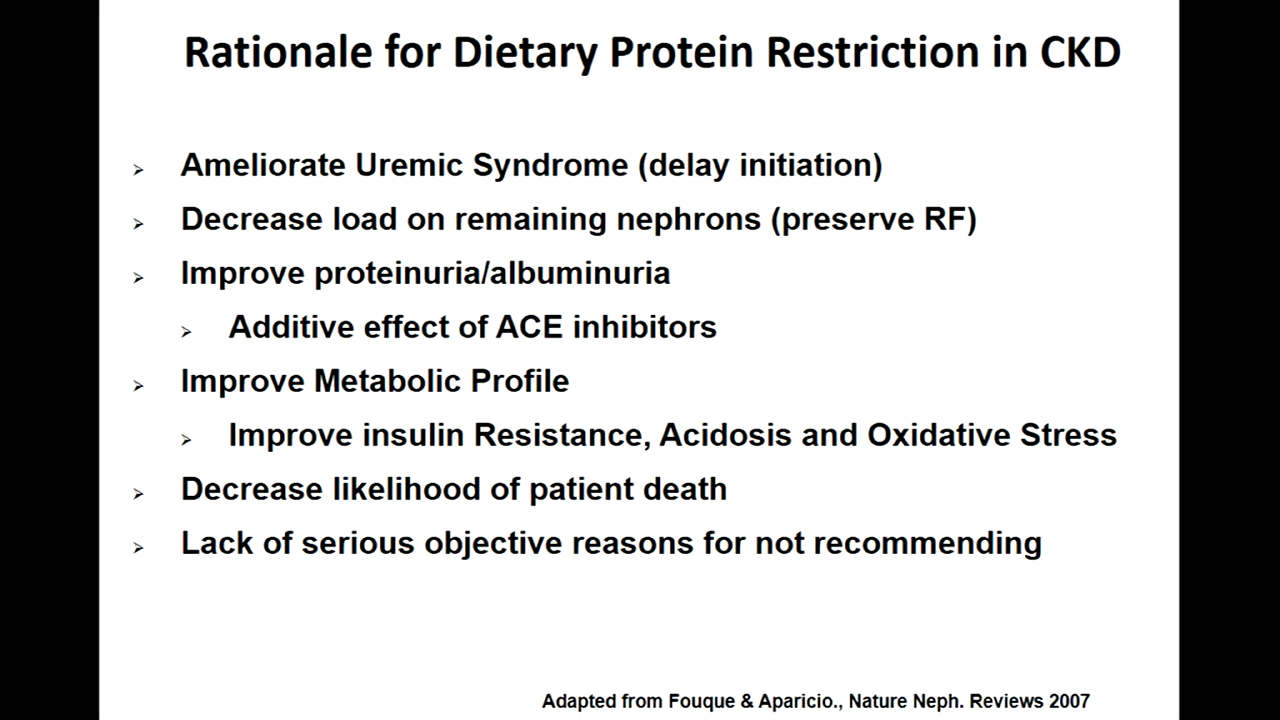 Rationale for Dietary Protein Restriction in CKD
Ameliorate Uremic Syndrome (delay initiation)
Decrease load on remaining nephrons (preserve RF)
Improve proteinuria/albuminuria
Additive effect of ACE inhibitors
Improve Metabolic Profile
Improve insulin Resistance, Acidosis and Oxidative Stress
Decrease likelihood of patient death
Lack of serious objective reasons for not recommending
Adapted from Fouque & Aparicio., Nature Neph. Reviews 2007